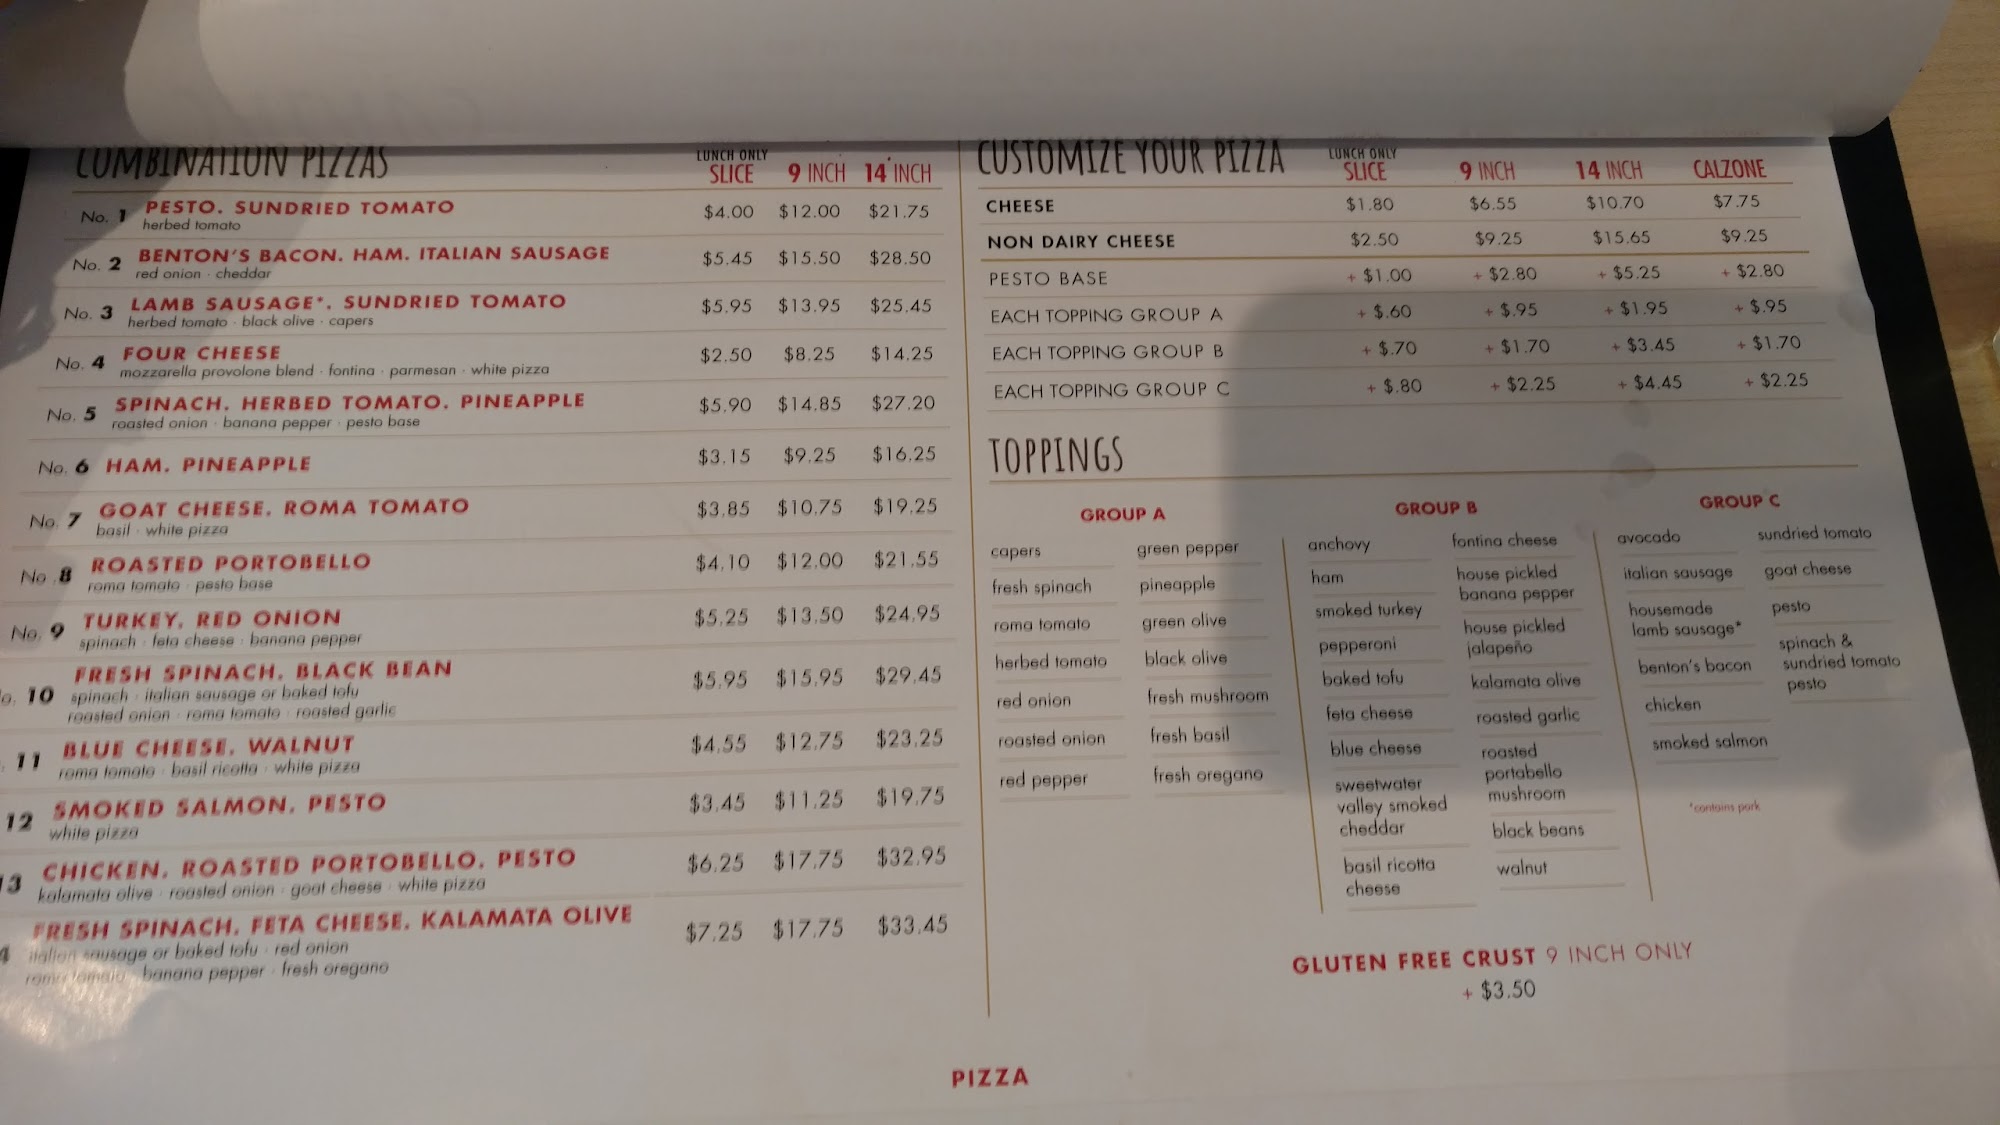 COMBINATION PIZZAS
LUNCH ONLY
SLICE 9 INCH 14 INCH
No. 1 PESTO. SUNDRIED TOMATO $4.00 $12.00 $21.75
herbed tomato
No. 2 BENTON'S BACON. HAM. ITALIAN SAUSAGE $5.45 $15.50 $28.50
red onion · cheddar
No. 3 LAMB SAUSAGE*. SUNDRIED TOMATO $5.95 $13.95 $25.45
herbed tomato · black olive · capers
No. 4 FOUR CHEESE $2.50 $8.25 $14.25
mozzarella provolone blend · fontina · parmesan · white pizza
No. 5 SPINACH. HERBED TOMATO. PINEAPPLE $5.90 $14.85 $27.20
roasted onion · banana pepper · pesto base
No. 6 HAM. PINEAPPLE $3.15 $9.25 $16.25
No. 7 GOAT CHEESE. ROMA TOMATO $3.85 $10.75 $19.25
basil · white pizza
No. 8 ROASTED PORTOBELLO $4.10 $12.00 $21.55
roma tomato · pesto base
No. 9 TURKEY. RED ONION $5.25 $13.50 $24.95
spinach · feta cheese · banana pepper
o. 10 FRESH SPINACH. BLACK BEAN $5.95 $15.95 $29.45
spinach · italian sausage or baked tofu
roasted onion · roma tomato · roasted garlic
. 11 BLUE CHEESE. WALNUT $4.55 $12.75 $23.25
roma tomato · basil ricotta · white pizza
12 SMOKED SALMON. PESTO $3.45 $11.25 $19.75
white pizza
13 CHICKEN. ROASTED PORTOBELLO. PESTO $6.25 $17.75 $32.95
kalamata olive · roasted onion · goat cheese · white pizza
4 FRESH SPINACH. FETA CHEESE. KALAMATA OLIVE $7.25 $17.75 $33.45
italian sausage or baked tofu · red onion
roma tomato · banana pepper · fresh oregano
CUSTOMIZE YOUR PIZZA
LUNCH ONLY
SLICE 9 INCH 14 INCH CALZONE
CHEESE $1.80 $6.55 $10.70 $7.75
NON DAIRY CHEESE $2.50 $9.25 $15.65 $9.25
PESTO BASE + $1.00 + $2.80 + $5.25 + $2.80
EACH TOPPING GROUP A + $.60 + $.95 + $1.95 + $.95
EACH TOPPING GROUP B + $.70 + $1.70 + $3.45 + $1.70
EACH TOPPING GROUP C + $.80 + $2.25 + $4.45 + $2.25
TOPPINGS
GROUP A
capers
fresh spinach
roma tomato
herbed tomato
red onion
roasted onion
red pepper
green pepper
pineapple
green olive
black olive
fresh mushroom
fresh basil
fresh oregano
GROUP B
anchovy
ham
smoked turkey
pepperoni
baked tofu
feta cheese
blue cheese
sweetwater
valley smoked
cheddar
basil ricotta
cheese
fontina cheese
house pickled
banana pepper
house pickled
jalapeño
kalamata olive
roasted garlic
roasted
portabello
mushroom
black beans
walnut
GROUP C
avocado
italian sausage
housemade
lamb sausage*
benton's bacon
chicken
smoked salmon
sundried tomato
goat cheese
pesto
spinach &
sundried tomato
pesto
*contains pork
GLUTEN FREE CRUST 9 INCH ONLY
+ $3.50
PIZZA